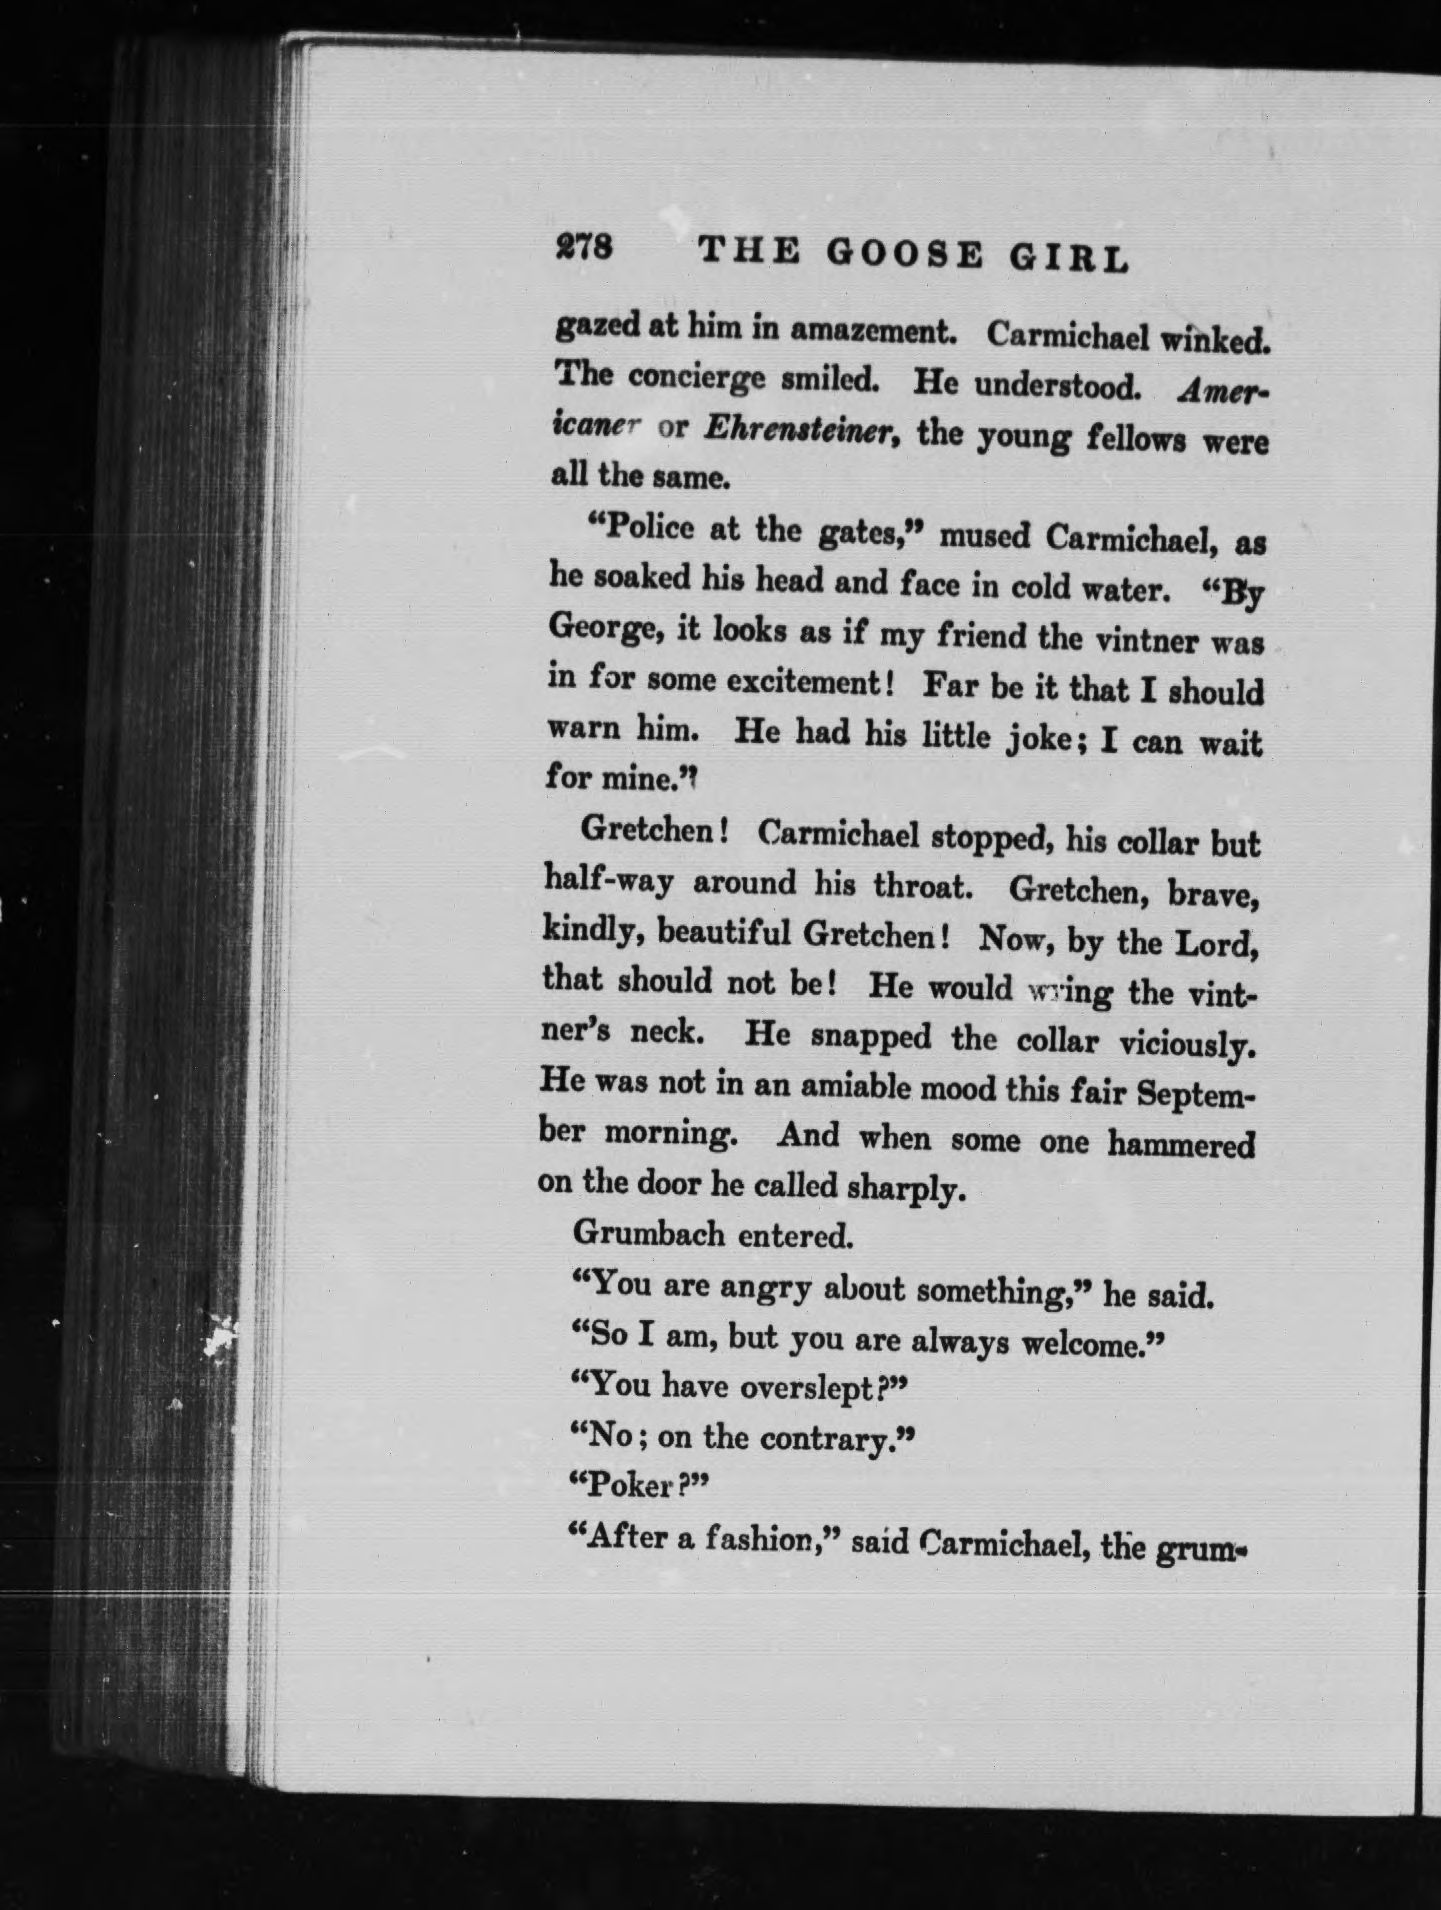 278 THE GOOSE GIRL
gazed at him in amazement. Carmichael winked.
The concierge smiled. He understood. Amer-
icaner or Ehrensteiner, the young fellows were
all the same.
“Police at the gates,” mused Carmichael, as
he soaked his head and face in cold water. “By
George, it looks as if my friend the vintner was
in for some excitement! Far be it that I should
warn him. He had his little joke; I can wait
for mine.”
Gretchen! Carmichael stopped, his collar but
half-way around his throat. Gretchen, brave,
kindly, beautiful Gretchen! Now, by the Lord,
that should not be! He would wring the vint-
ner’s neck. He snapped the collar viciously.
He was not in an amiable mood this fair Septem-
ber morning. And when some one hammered
on the door he called sharply.
Grumbach entered.
“You are angry about something,” he said.
“So I am, but you are always welcome.”
“You have overslept?”
“No; on the contrary.”
“Poker?”
“After a fashion,” said Carmichael, the grum-